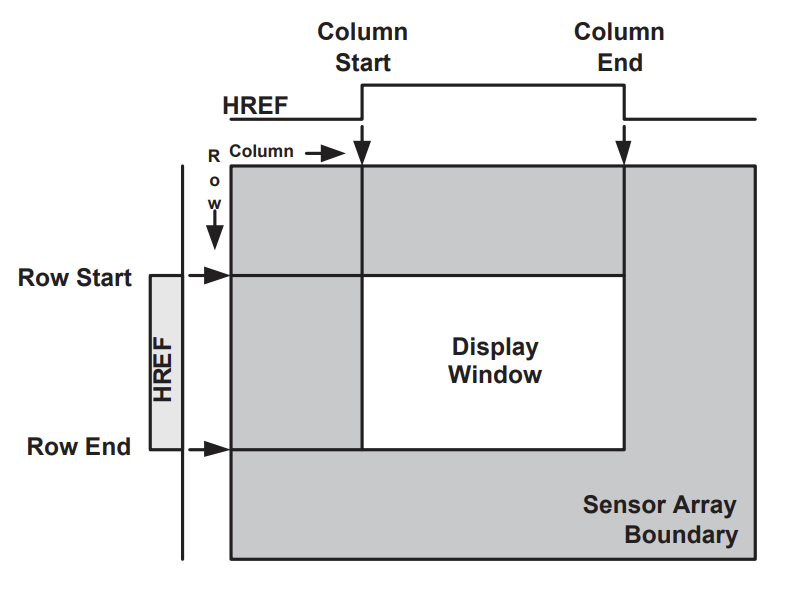 Column
Start
Column
End
HREF
Column
Row
Row Start
HREF
Row End
Display
Window
Sensor Array
Boundary